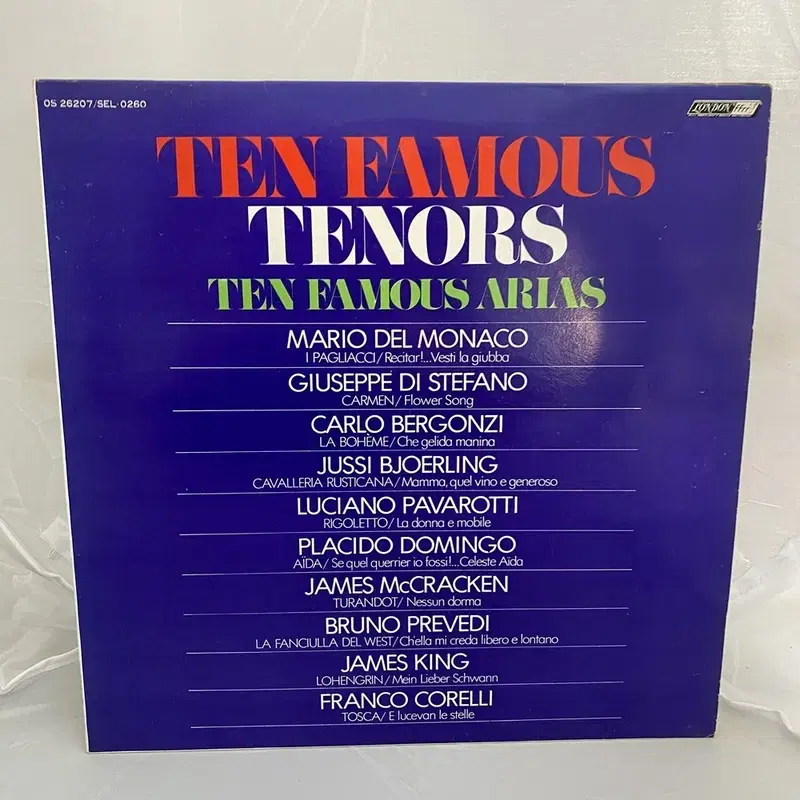 OS 26207/SEL·0260
LONDON ffrr
TEN FAMOUS
TENORS
TEN FAMOUS ARIAS
MARIO DEL MONACO
I PAGLIACCI/Recitar!...Vesti la giubba
GIUSEPPE DI STEFANO
CARMEN/Flower Song
CARLO BERGONZI
LA BOHÈME/Che gelida manina
JUSSI BJOERLING
CAVALLERIA RUSTICANA/Mamma, quel vino e generoso
LUCIANO PAVAROTTI
RIGOLETTO/La donna e mobile
PLACIDO DOMINGO
AÏDA/Se quel querrier io fossi!...Celeste Aïda
JAMES McCRACKEN
TURANDOT/Nessun dorma
BRUNO PREVEDI
LA FANCIULLA DEL WEST/Ch'ella mi creda libero e lontano
JAMES KING
LOHENGRIN/Mein Lieber Schwann
FRANCO CORELLI
TOSCA/E lucevan le stelle